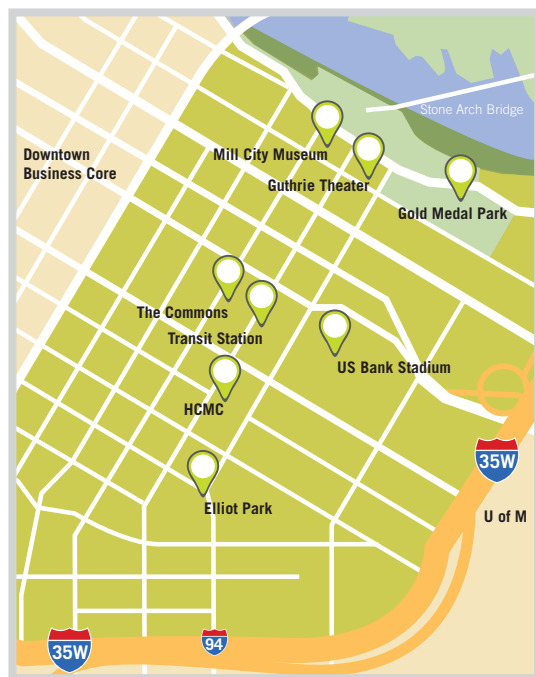 Stone Arch Bridge
Mill City Museum
Downtown
Business Core
Guthrie Theater
Gold Medal Park
The Commons
Transit Station
US Bank Stadium
HCMC
35W
Elliot Park
U of M
94
35W